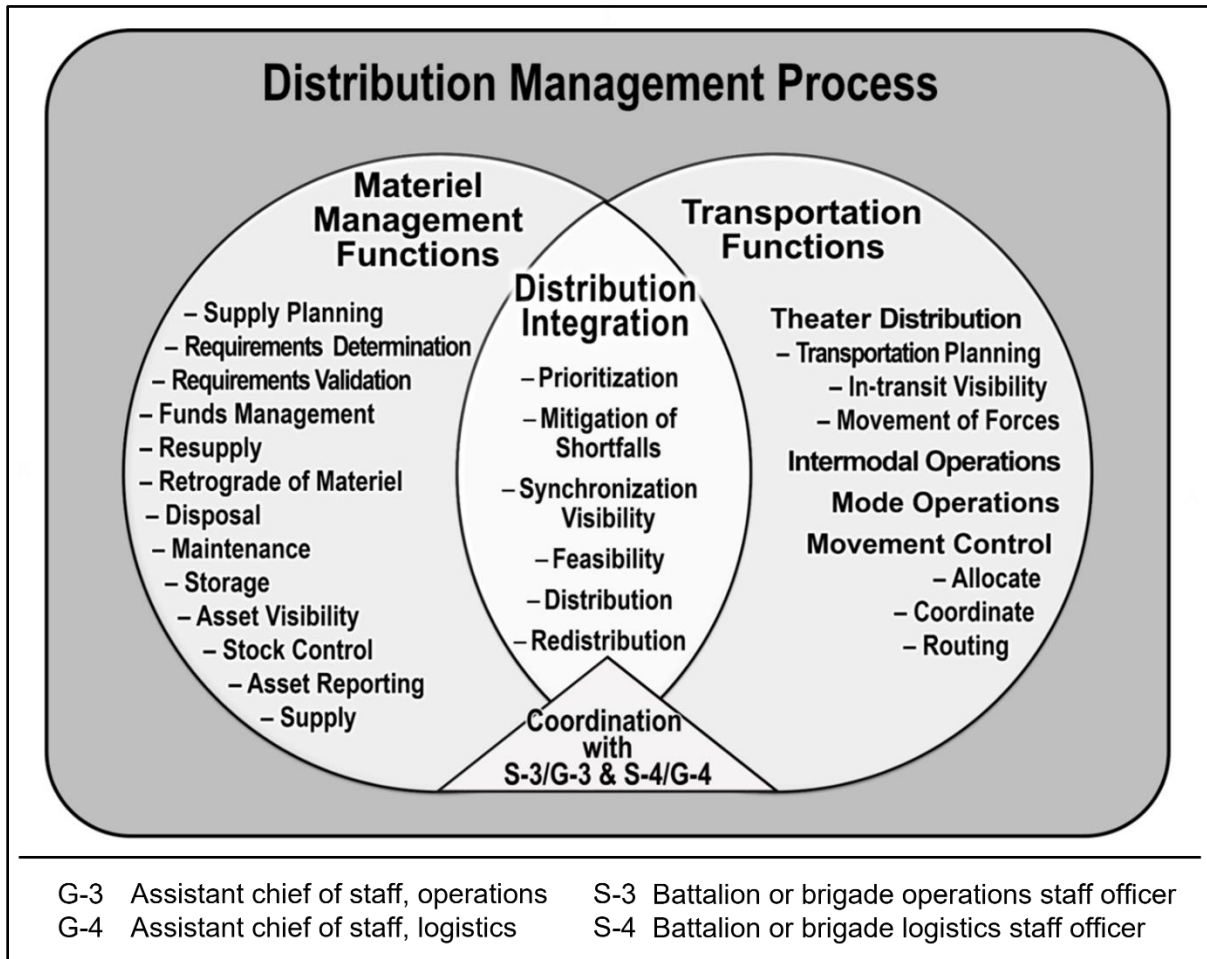 Distribution Management Process
Materiel
Management
Functions
– Supply Planning
– Requirements Determination
– Requirements Validation
– Funds Management
– Resupply
– Retrograde of Materiel
– Disposal
– Maintenance
– Storage
– Asset Visibility
– Stock Control
– Asset Reporting
– Supply
Distribution
Integration
– Prioritization
– Mitigation of
Shortfalls
– Synchronization
Visibility
– Feasibility
– Distribution
– Redistribution
Coordination
with
S-3/G-3 & S-4/G-4
Transportation
Functions
Theater Distribution
– Transportation Planning
– In-transit Visibility
– Movement of Forces
Intermodal Operations
Mode Operations
Movement Control
– Allocate
– Coordinate
– Routing
G-3 Assistant chief of staff, operations
G-4 Assistant chief of staff, logistics
S-3 Battalion or brigade operations staff officer
S-4 Battalion or brigade logistics staff officer